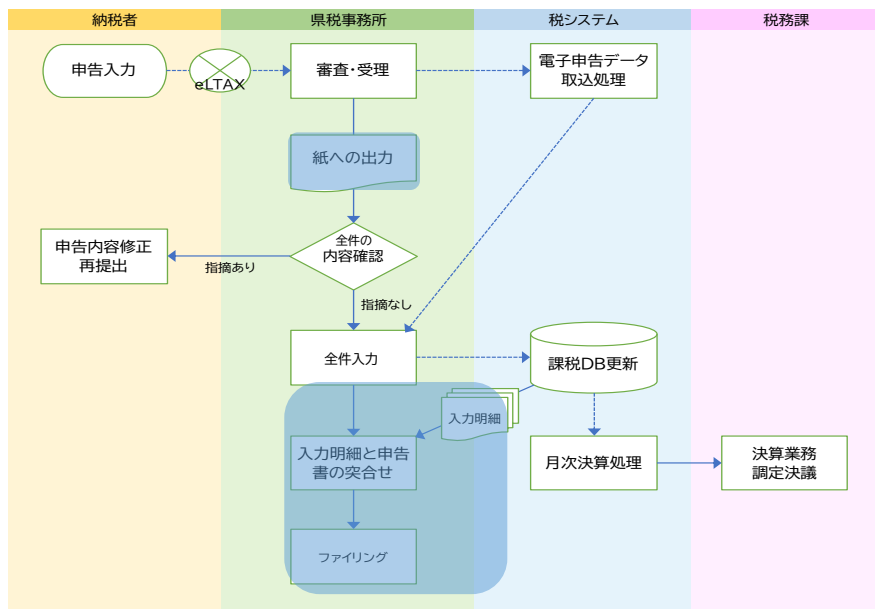 納税者
県税事務所
税システム
税務課
申告入力
eLTAX
審査・受理
電子申告データ
取込処理
紙への出力
全件の
内容確認
申告内容修正
再提出
指摘あり
指摘なし
全件入力
課税DB更新
入力明細
入力明細と申告
書の突合せ
月次決算処理
決算業務
調定決議
ファイリング